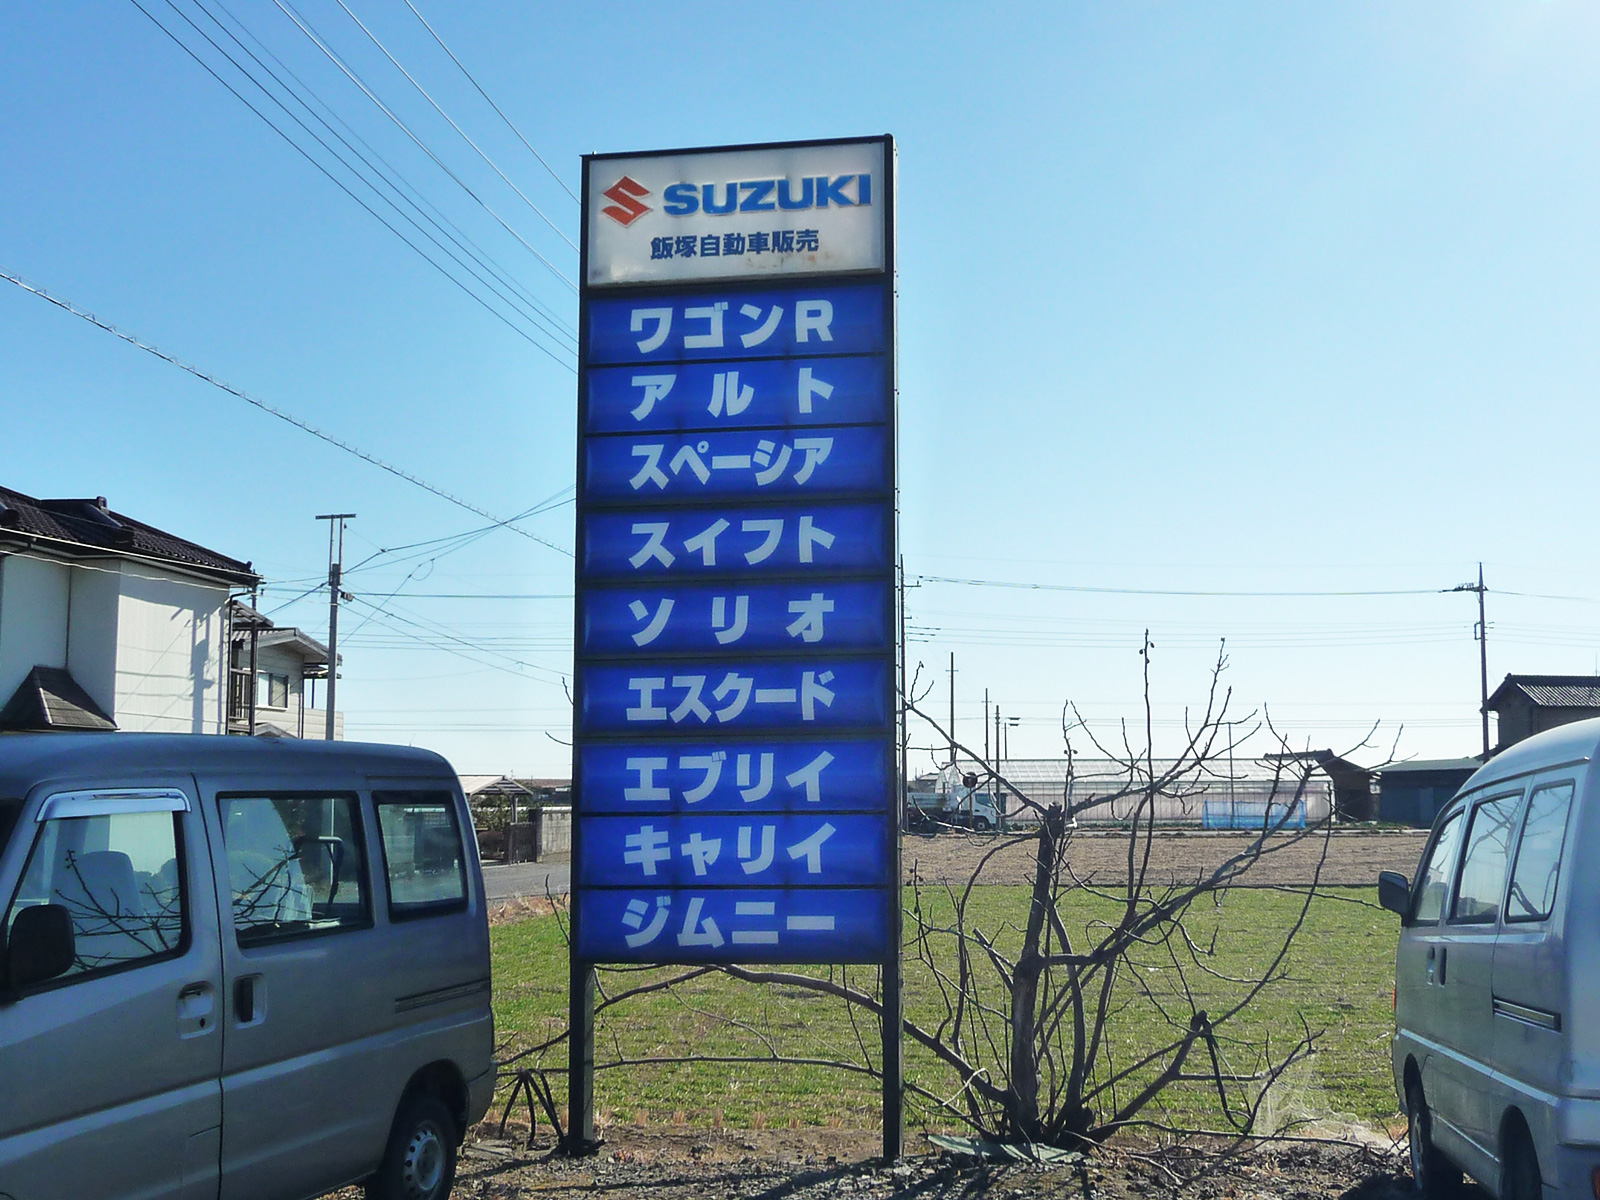 SUZUKI
飯塚自動車販売
ワゴンR
アルト
スペーシア
スイフト
ソリオ
エスクード
エブリイ
キャリイ
ジムニー